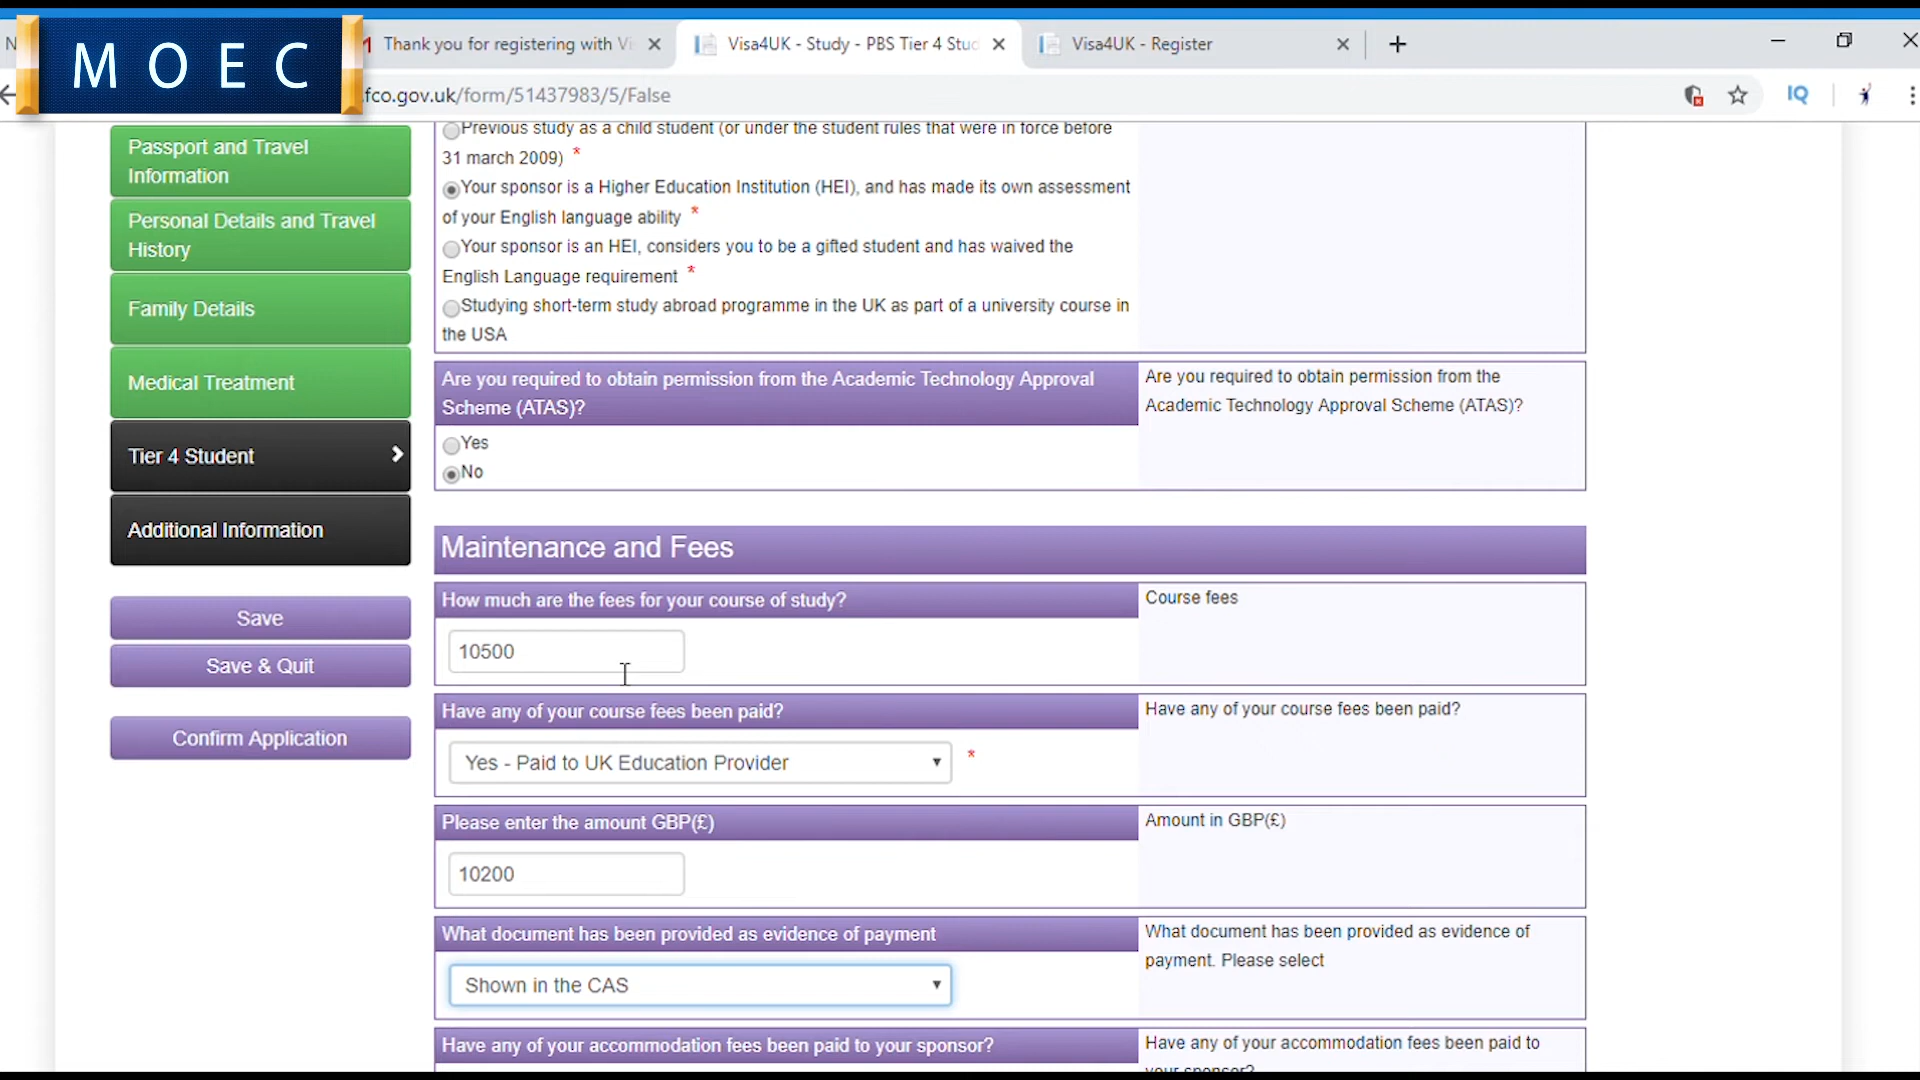 N
MOEC
Thank you for registering with Vi
Visa4UK - Study - PBS Tier 4 Stud
Visa4UK - Register
fco.gov.uk/form/51437983/5/False
IQ
Passport and Travel
Information
Personal Details and Travel
History
Family Details
Medical Treatment
Tier 4 Student
Additional Information
Save
Save & Quit
Confirm Application
Previous study as a child student (or under the student rules that were in force before
31 march 2009) *
Your sponsor is a Higher Education Institution (HEI), and has made its own assessment
of your English language ability *
Your sponsor is an HEI, considers you to be a gifted student and has waived the
English Language requirement *
Studying short-term study abroad programme in the UK as part of a university course in
the USA
Are you required to obtain permission from the Academic Technology Approval
Scheme (ATAS)?
Are you required to obtain permission from the
Academic Technology Approval Scheme (ATAS)?
Yes
No
Maintenance and Fees
How much are the fees for your course of study?
Course fees
10500
Have any of your course fees been paid?
Have any of your course fees been paid?
Yes - Paid to UK Education Provider *
Please enter the amount GBP(£)
Amount in GBP(£)
10200
What document has been provided as evidence of payment
What document has been provided as evidence of
payment. Please select
Shown in the CAS
Have any of your accommodation fees been paid to your sponsor?
Have any of your accommodation fees been paid to
your sponsor?